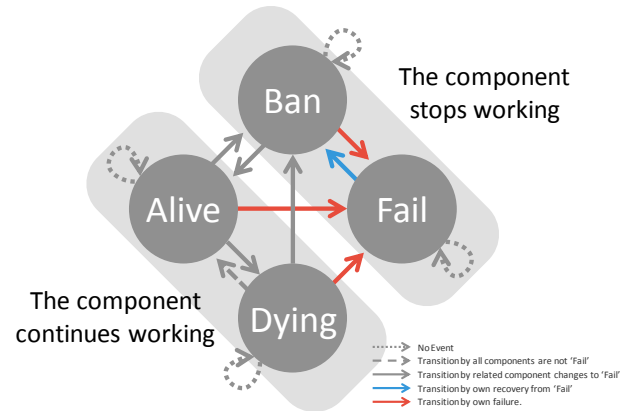 Ban
The component
stops working
Alive
Fail
The component
continues working
Dying
No Event
Transition by all components are not 'Fail'
Transition by related component changes to 'Fail'
Transition by own recovery from 'Fail'
Transition by own failure.